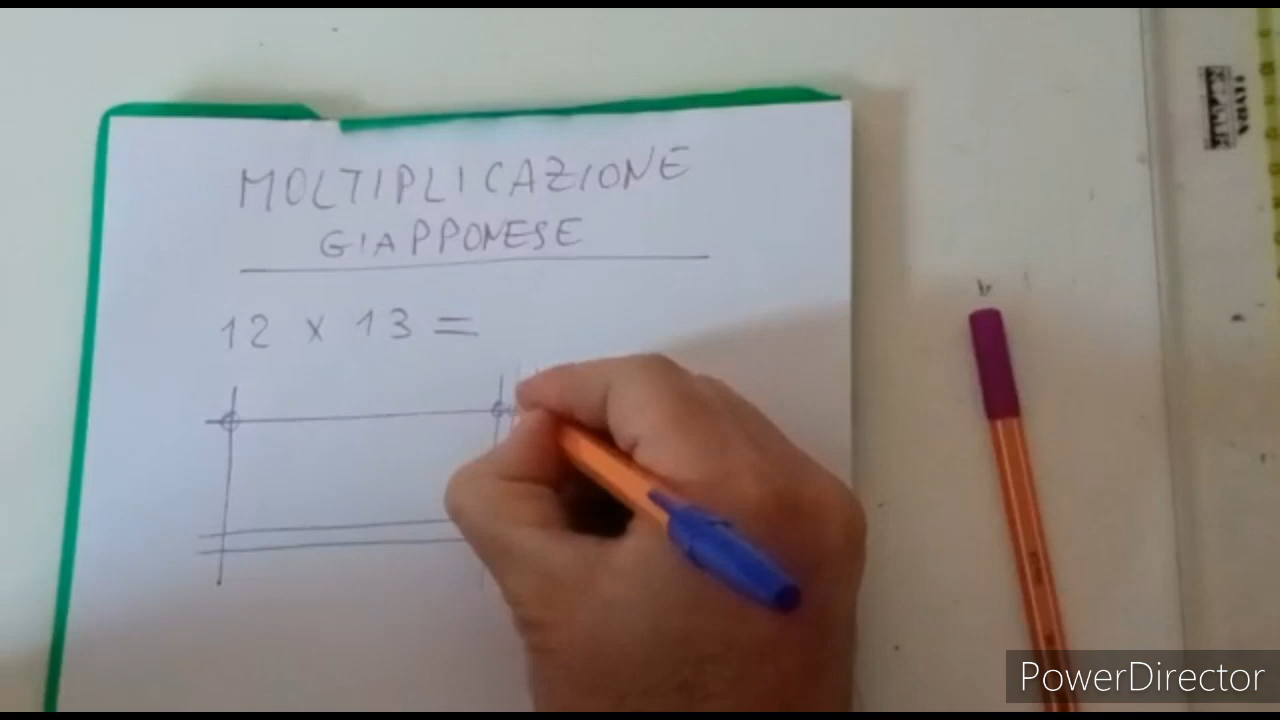 MOLTIPLICAZIONE
GIAPPONESE
12 x 13 =
PowerDirector